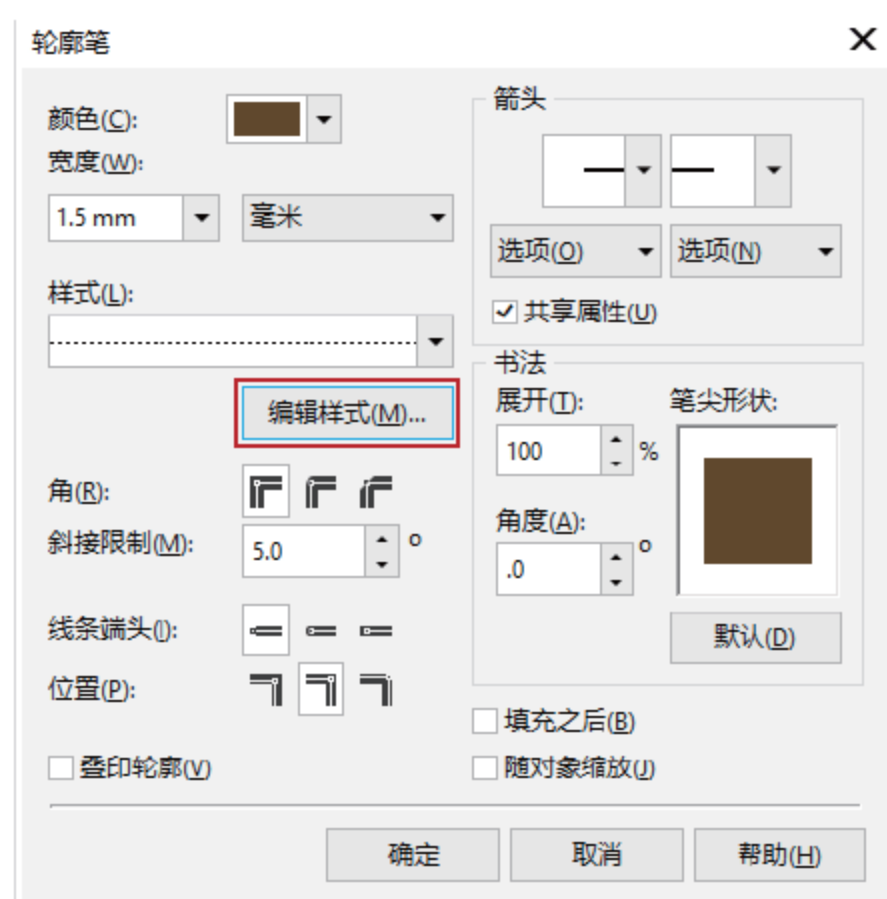 轮廓笔
颜色(C):
宽度(W):
1.5 mm 毫米
样式(L):
编辑样式(M)...
角(R):
斜接限制(M): 5.0 °
线条端头(I):
位置(P):
叠印轮廓(V)
箭头
选项(O) 选项(N)
共享属性(U)
书法
展开(T): 笔尖形状:
100 %
角度(A):
.0 °
默认(D)
填充之后(B)
随对象缩放(J)
确定 取消 帮助(H)